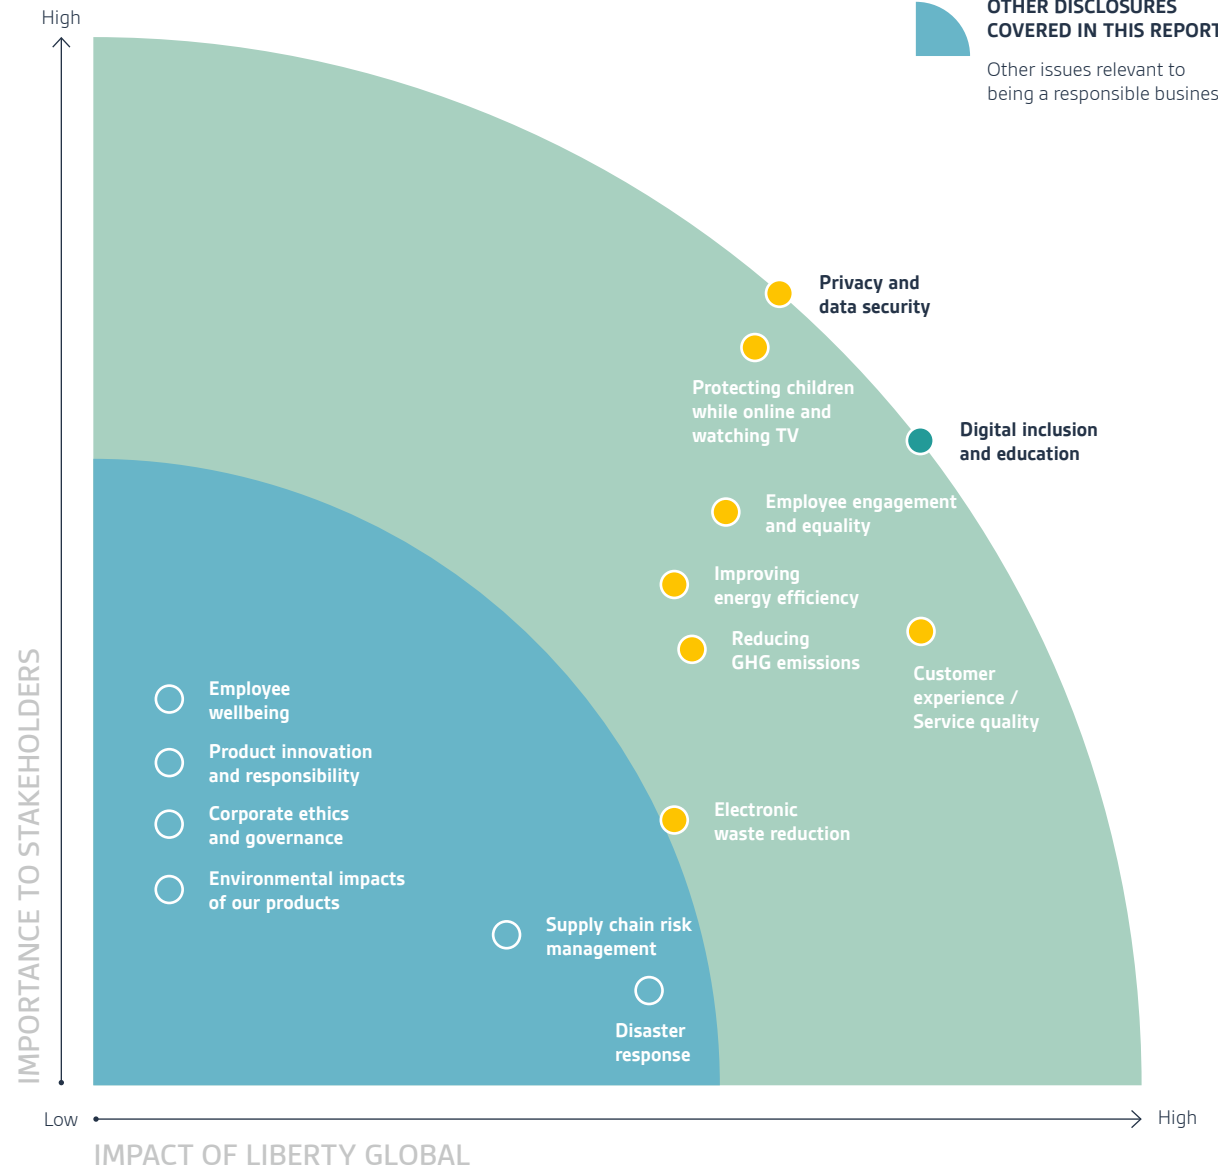 High
OTHER DISCLOSURES
COVERED IN THIS REPORT
Other issues relevant to
being a responsible busines
Privacy and
data security
Protecting children
while online and
watching TV
Digital inclusion
and education
Employee engagement
and equality
Improving
energy efficiency
Reducing
GHG emissions
Customer
experience /
Service quality
Employee
wellbeing
Product innovation
and responsibility
Corporate ethics
and governance
Environmental impacts
of our products
Electronic
waste reduction
Supply chain risk
management
Disaster
response
IMPORTANCE TO STAKEHOLDERS
Low
High
IMPACT OF LIBERTY GLOBAL